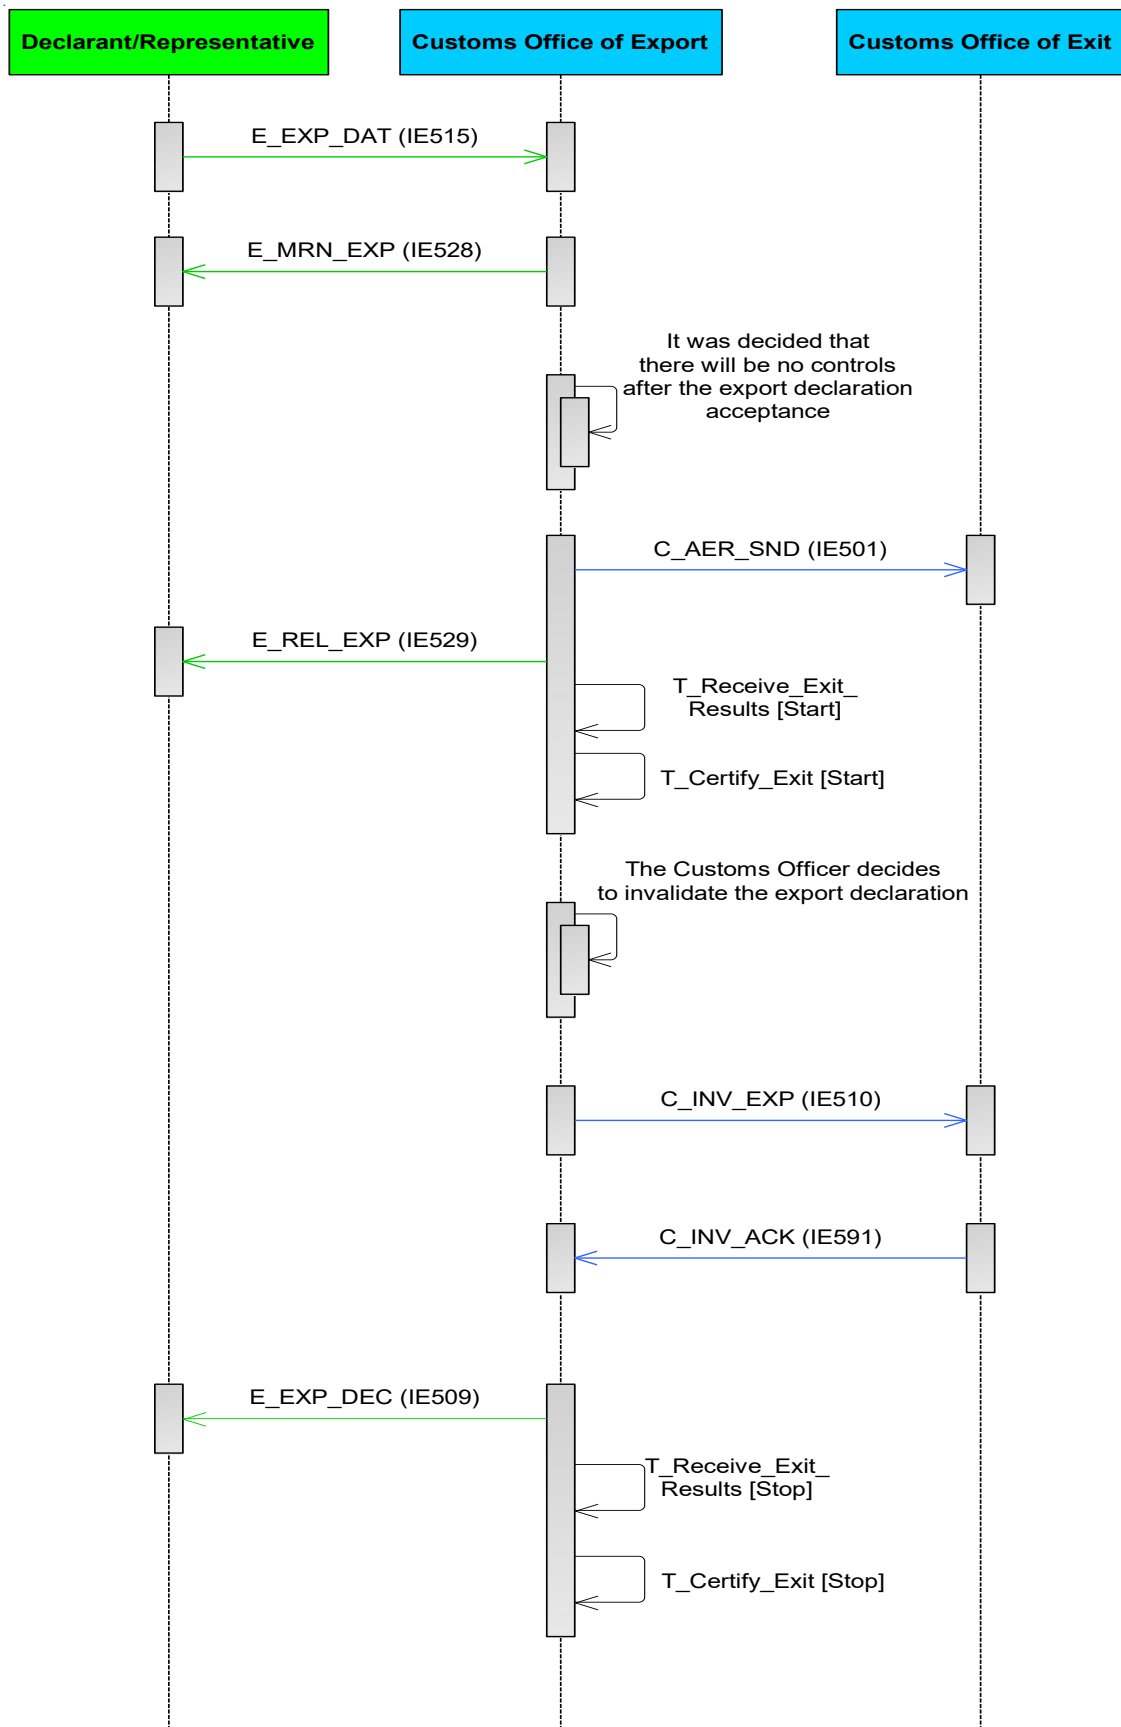 Declarant/Representative
Customs Office of Export
Customs Office of Exit
E_EXP_DAT (IE515)
E_MRN_EXP (IE528)
It was decided that
there will be no controls
after the export declaration
acceptance
C_AER_SND (IE501)
E_REL_EXP (IE529)
T_Receive_Exit_
Results [Start]
T_Certify_Exit [Start]
The Customs Officer decides
to invalidate the export declaration
C_INV_EXP (IE510)
C_INV_ACK (IE591)
E_EXP_DEC (IE509)
T_Receive_Exit_
Results [Stop]
T_Certify_Exit [Stop]